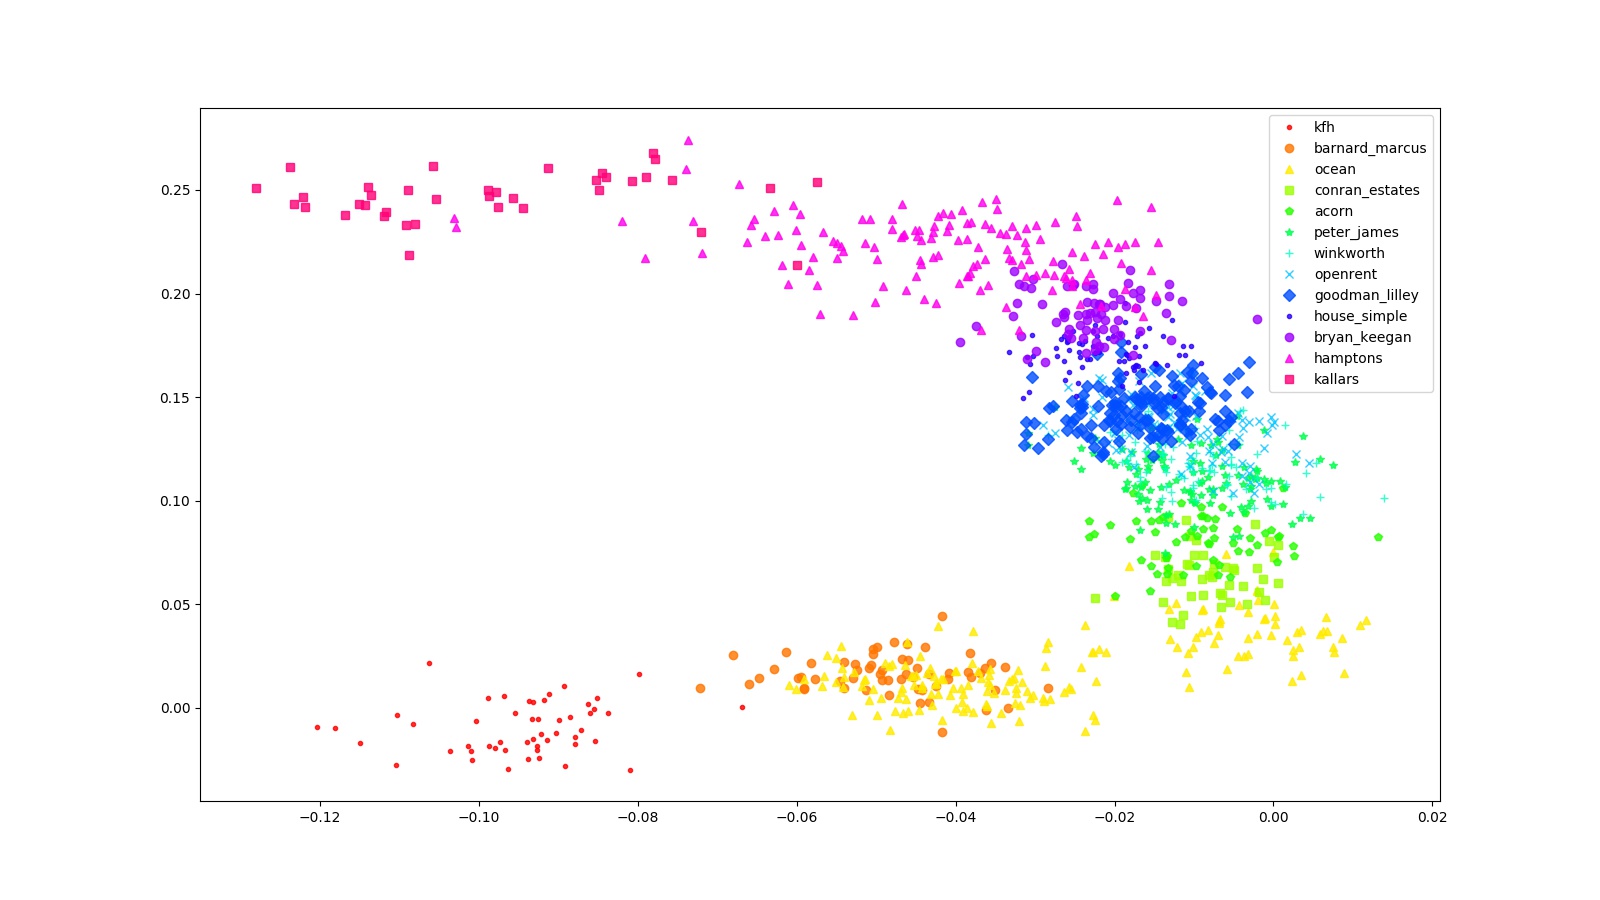 kfh
barnard_marcus
ocean
conran_estates
acorn
peter_james
winkworth
openrent
goodman_lilley
house_simple
bryan_keegan
hamptons
kallars
0.25
0.20
0.15
0.10
0.05
0.00
−0.12 −0.10 −0.08 −0.06 −0.04 −0.02 0.00 0.02